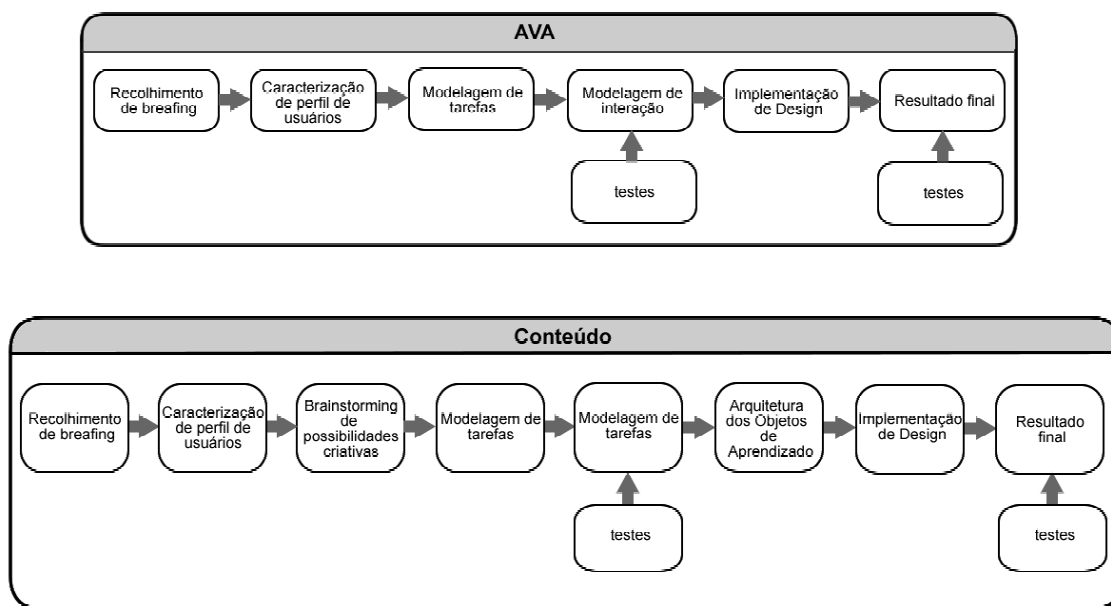 AVA
Recolhimento
de breafing
Caracterização
de perfil de
usuários
Modelagem de
tarefas
Modelagem de
interação
Implementação
de Design
Resultado final
testes
testes
Conteúdo
Recolhimento
de breafing
Caracterização
de perfil de
usuários
Brainstorming
de
possibilidades
criativas
Modelagem de
tarefas
Modelagem de
tarefas
Arquitetura
dos Objetos
de
Aprendizado
Implementação
de Design
Resultado
final
testes
testes